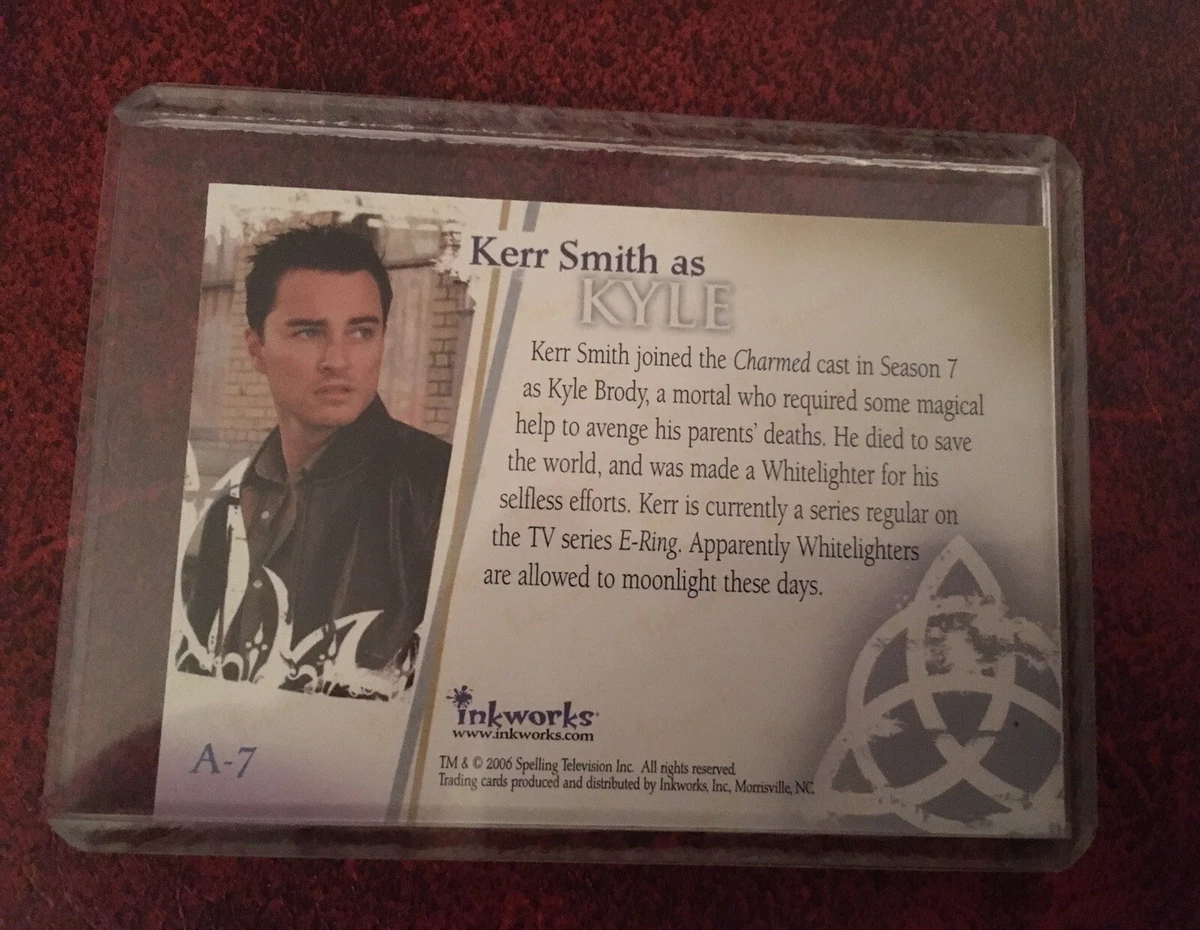 Kerr Smith as
KYLE
Kerr Smith joined the Charmed cast in Season 7
as Kyle Brody, a mortal who required some magical
help to avenge his parents' deaths. He died to save
the world, and was made a Whitelighter for his
selfless efforts. Kerr is currently a series regular on
the TV series E-Ring. Apparently Whitelighters
are allowed to moonlight these days.
inkworks
www.inkworks.com
A-7
TM & © 2006 Spelling Television Inc. All rights reserved.
Trading cards produced and distributed by Inkworks, Inc, Morrisville, NC.